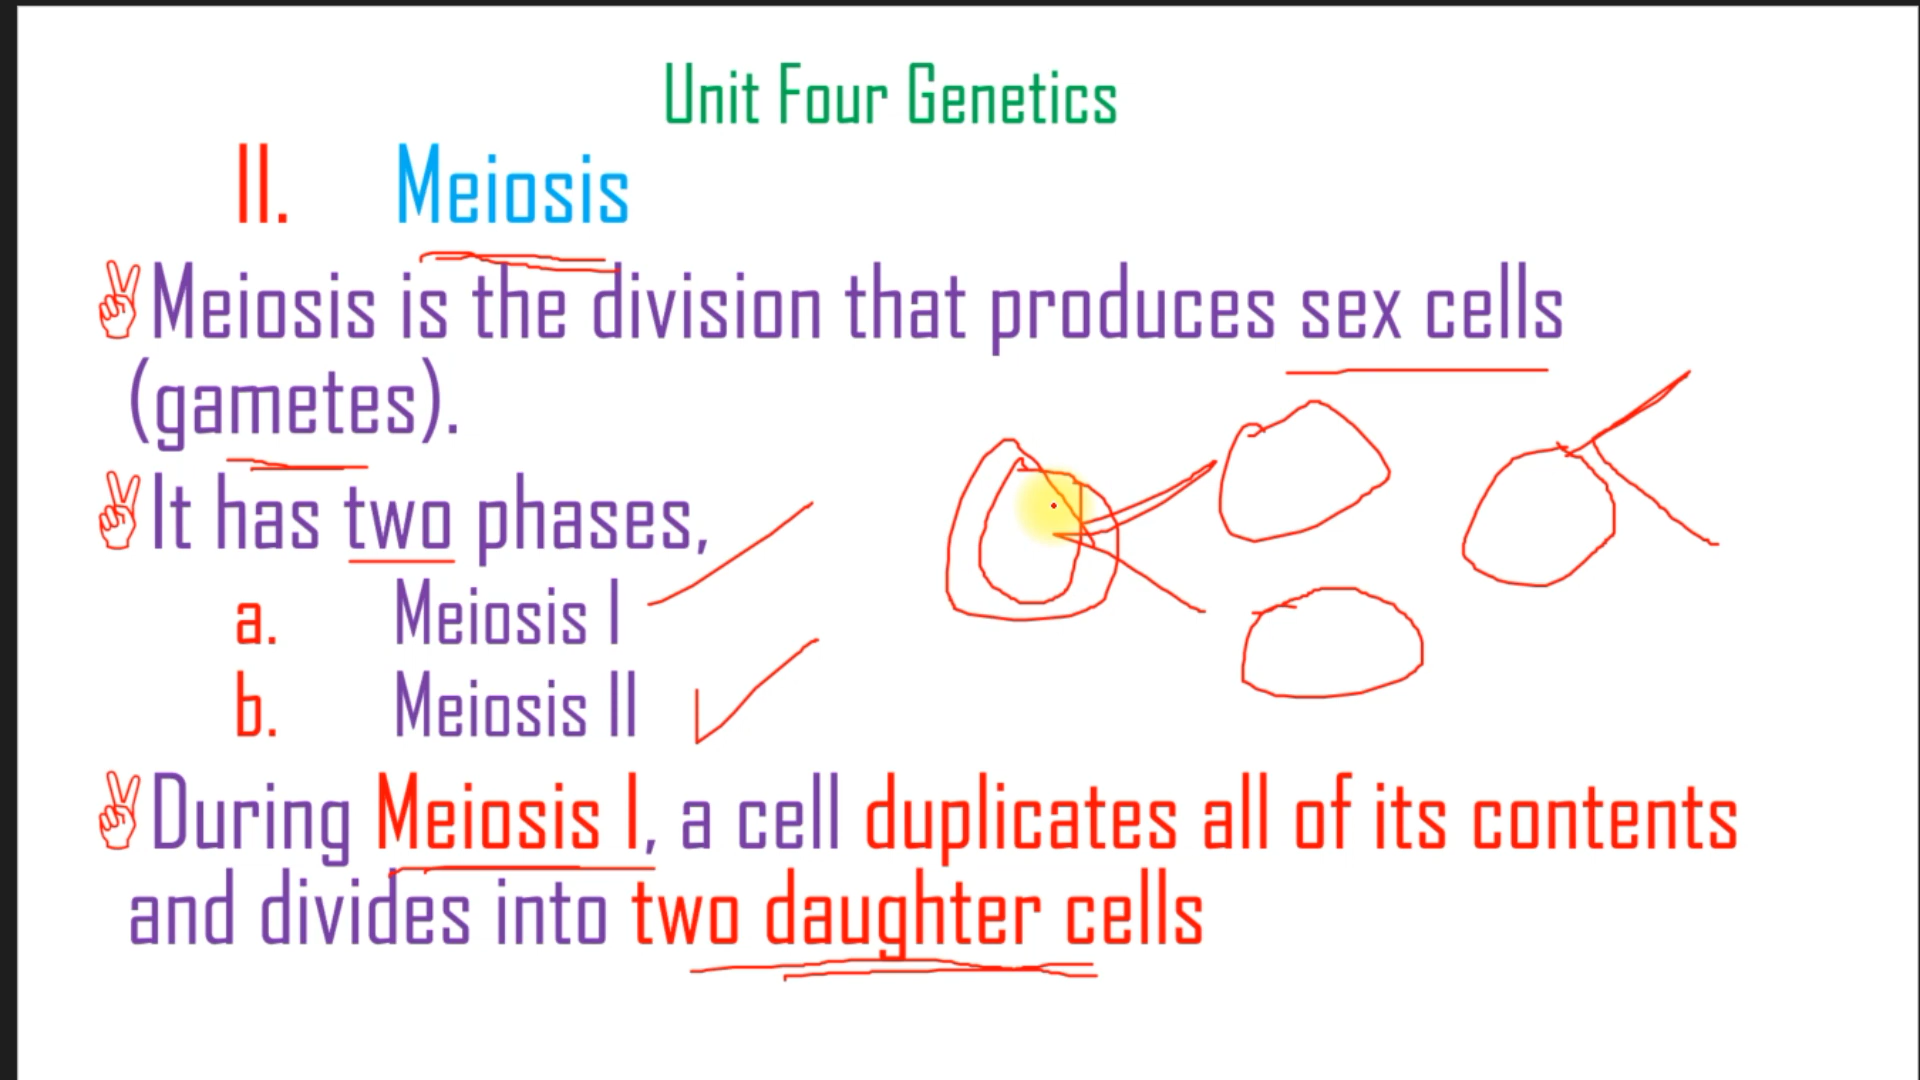 Unit Four Genetics
II. Meiosis
✌Meiosis is the division that produces sex cells
(gametes).
✌It has two phases,
a. Meiosis I
b. Meiosis II
✌During Meiosis I, a cell duplicates all of its contents
and divides into two daughter cells